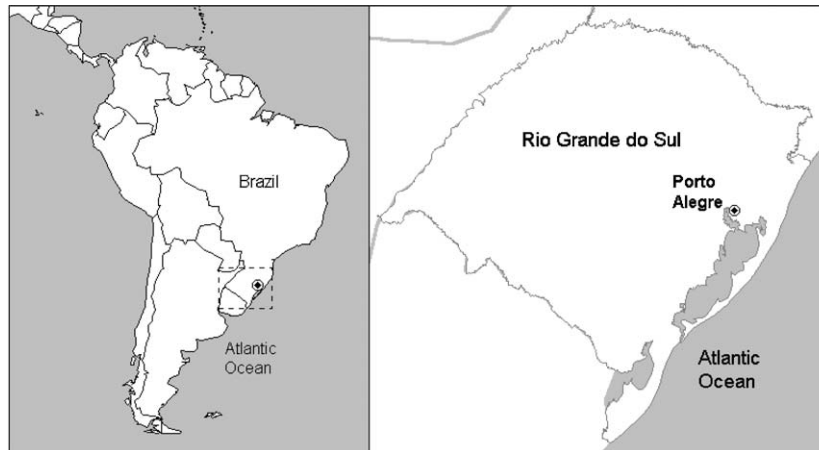 Brazil
Atlantic
Ocean
Rio Grande do Sul
Porto
Alegre
Atlantic
Ocean